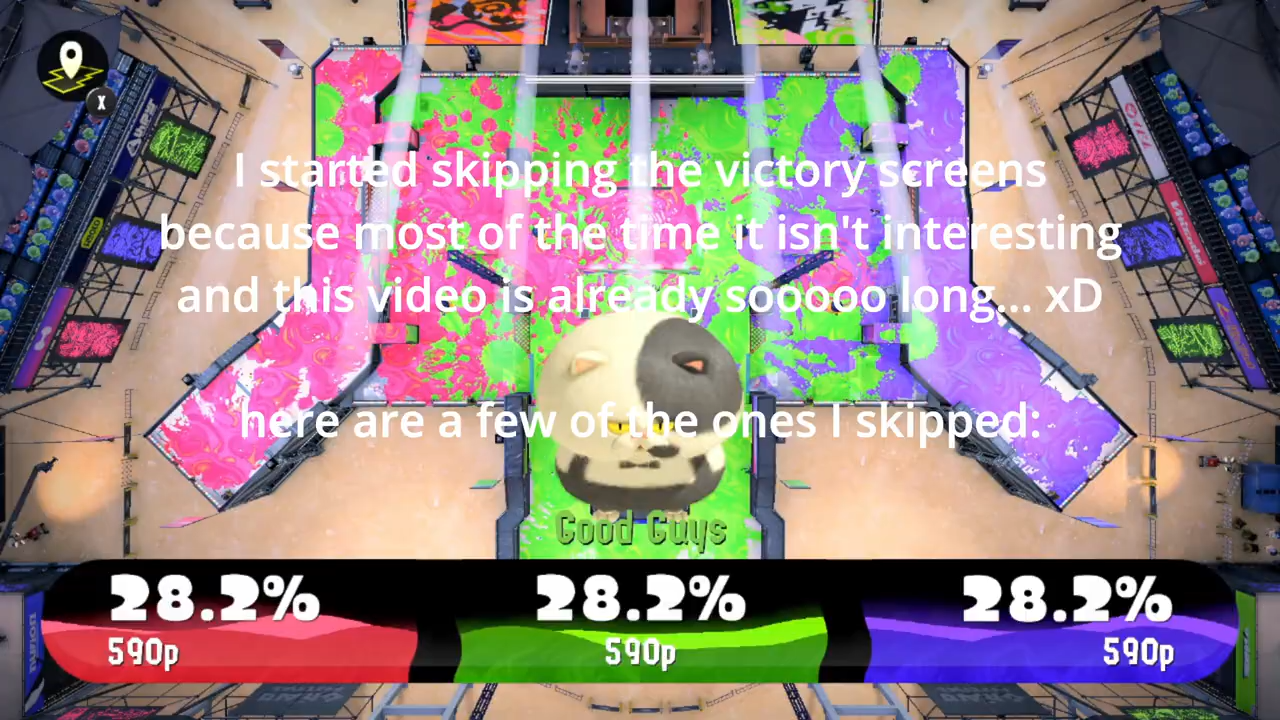 X
I started skipping the victory screens
because most of the time it isn't interesting
and this video is already sooooo long... xD
here are a few of the ones I skipped:
Good Guys
28.2% 28.2% 28.2%
590p 590p 590p